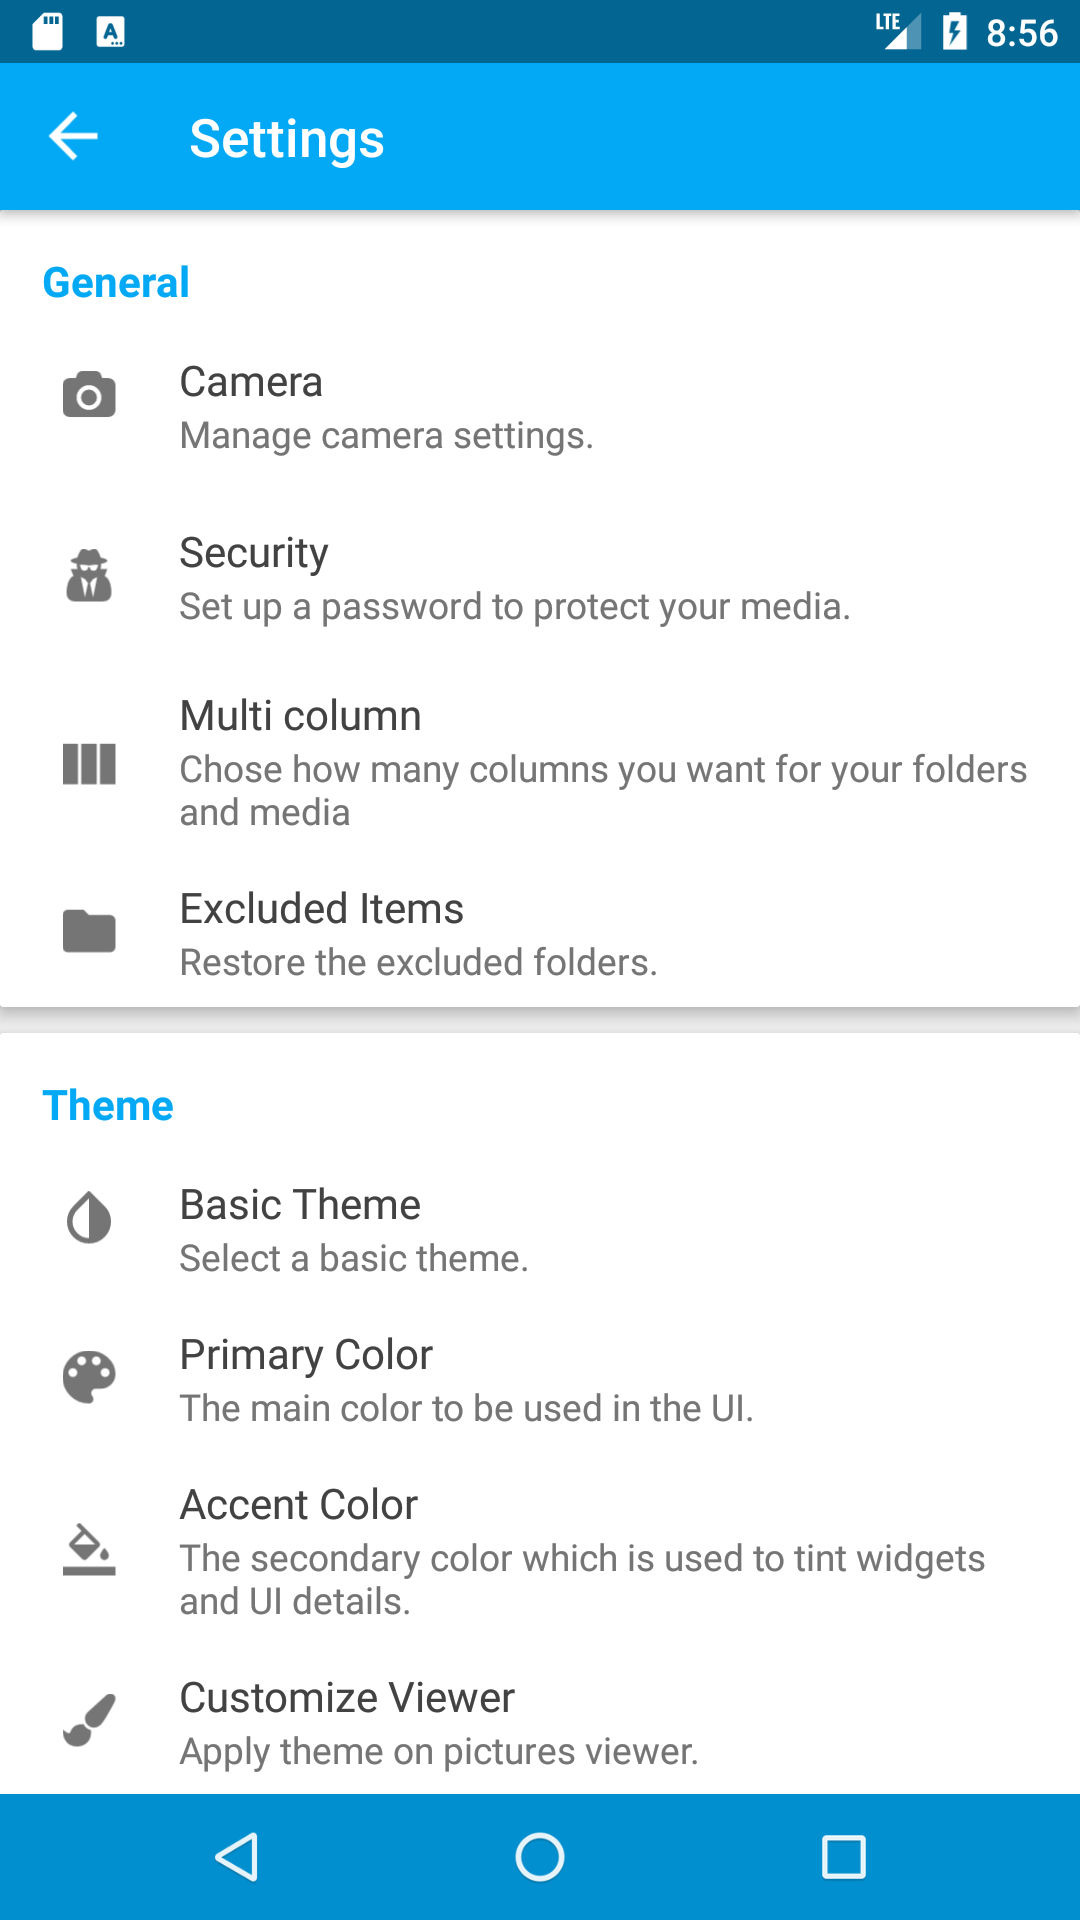 LTE 8:56
Settings
General
Camera
Manage camera settings.
Security
Set up a password to protect your media.
Multi column
Chose how many columns you want for your folders
and media
Excluded Items
Restore the excluded folders.
Theme
Basic Theme
Select a basic theme.
Primary Color
The main color to be used in the UI.
Accent Color
The secondary color which is used to tint widgets
and UI details.
Customize Viewer
Apply theme on pictures viewer.